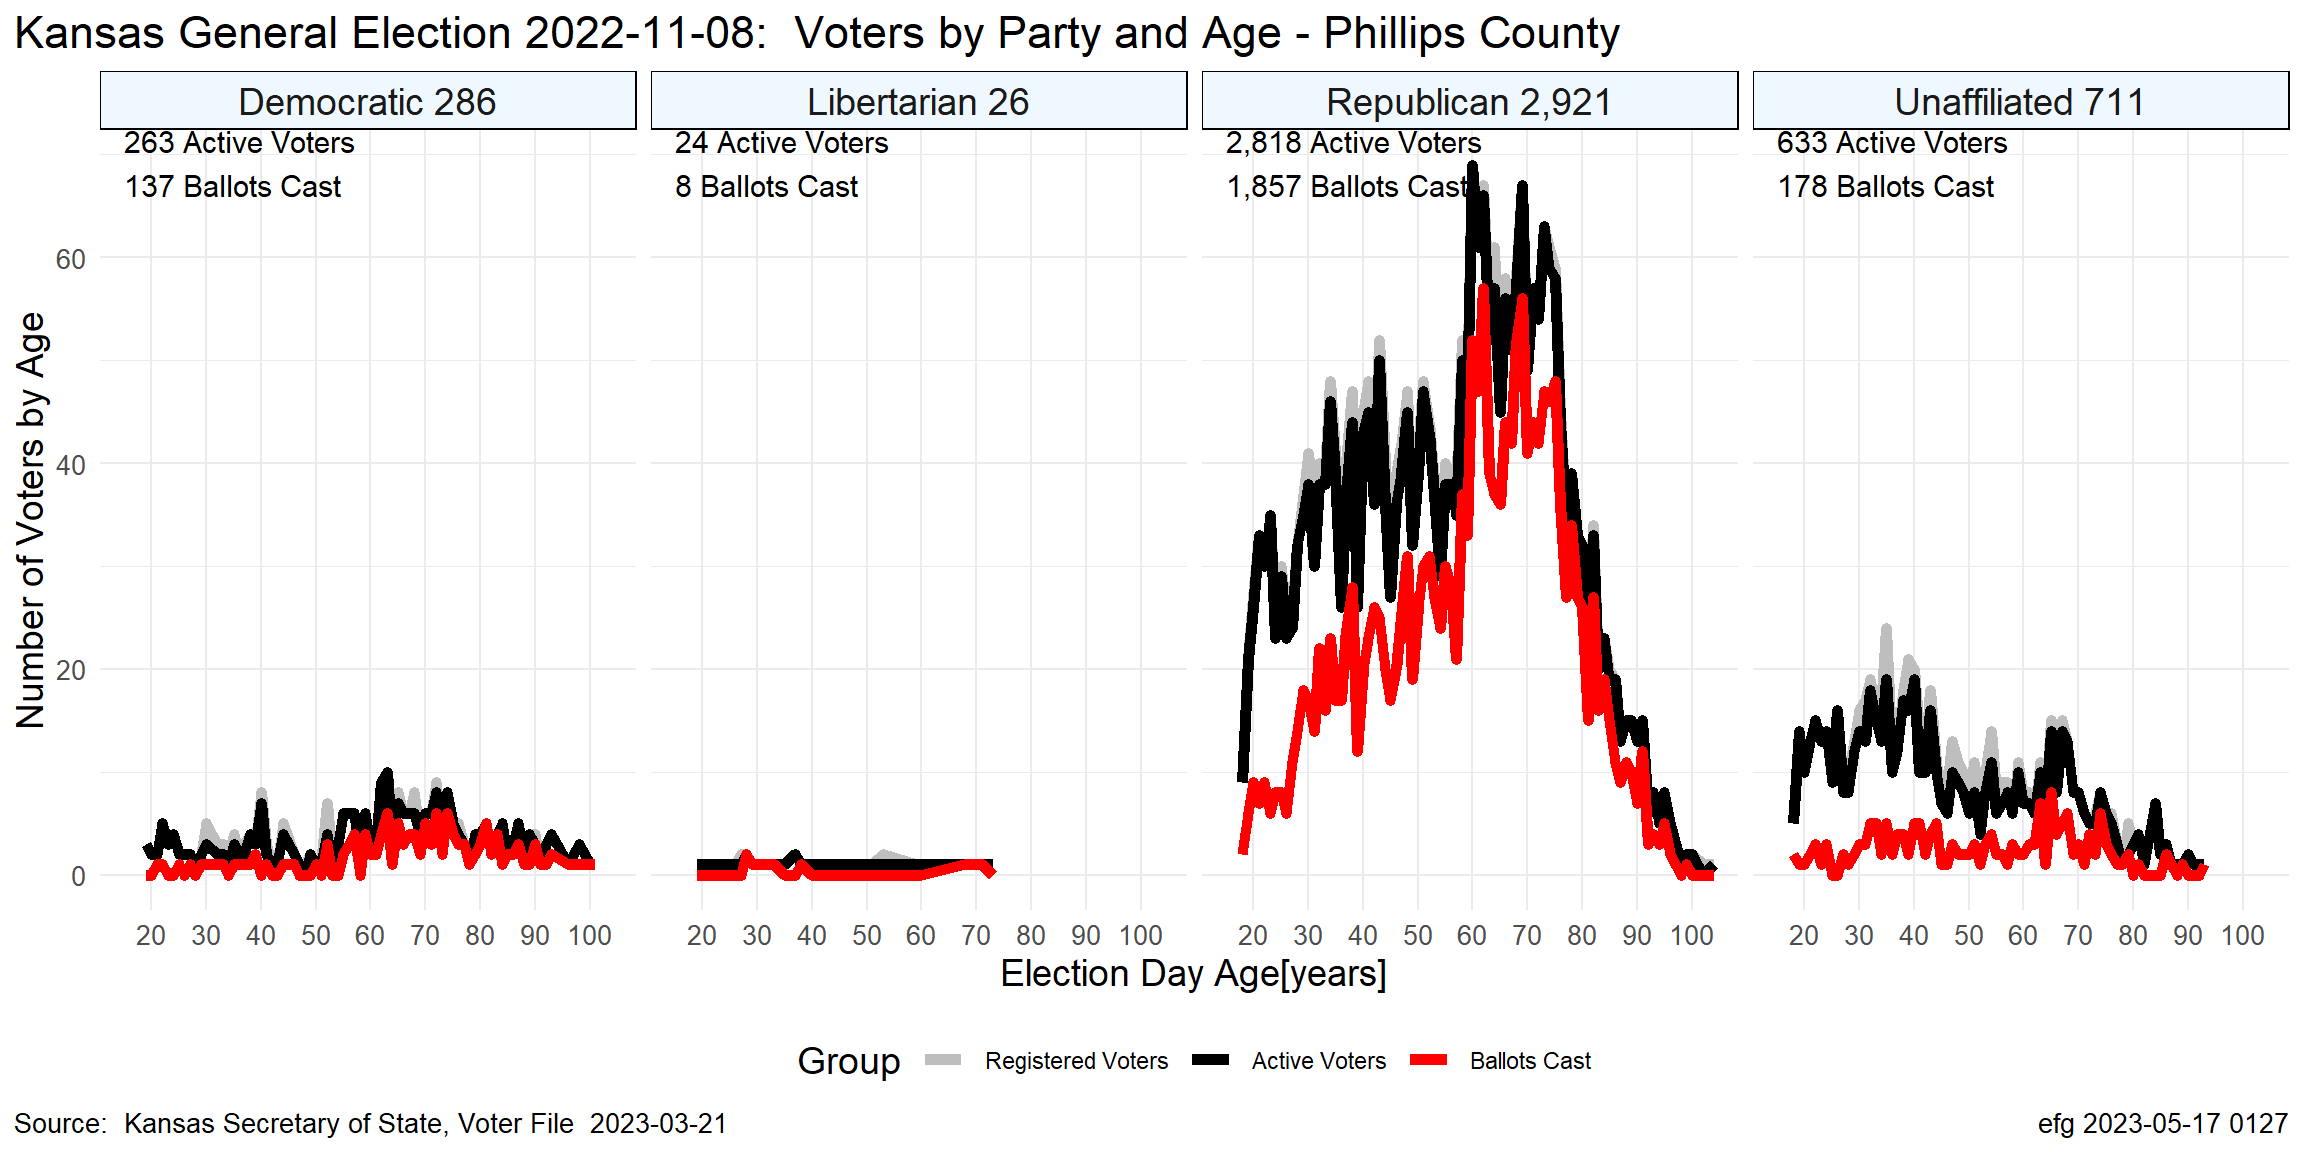 Kansas General Election 2022-11-08:  Voters by Party and Age - Phillips County
Democratic 286
Libertarian 26
Republican 2,921
Unaffiliated 711
263 Active Voters
137 Ballots Cast
24 Active Voters
8 Ballots Cast
2,818 Active Voters
1,857 Ballots Cast
633 Active Voters
178 Ballots Cast
Number of Voters by Age
60
40
20
0
20 30 40 50 60 70 80 90 100
20 30 40 50 60 70 80 90 100
20 30 40 50 60 70 80 90 100
20 30 40 50 60 70 80 90 100
Election Day Age[years]
Group Registered Voters Active Voters Ballots Cast
Source:  Kansas Secretary of State, Voter File  2023-03-21
efg 2023-05-17 0127